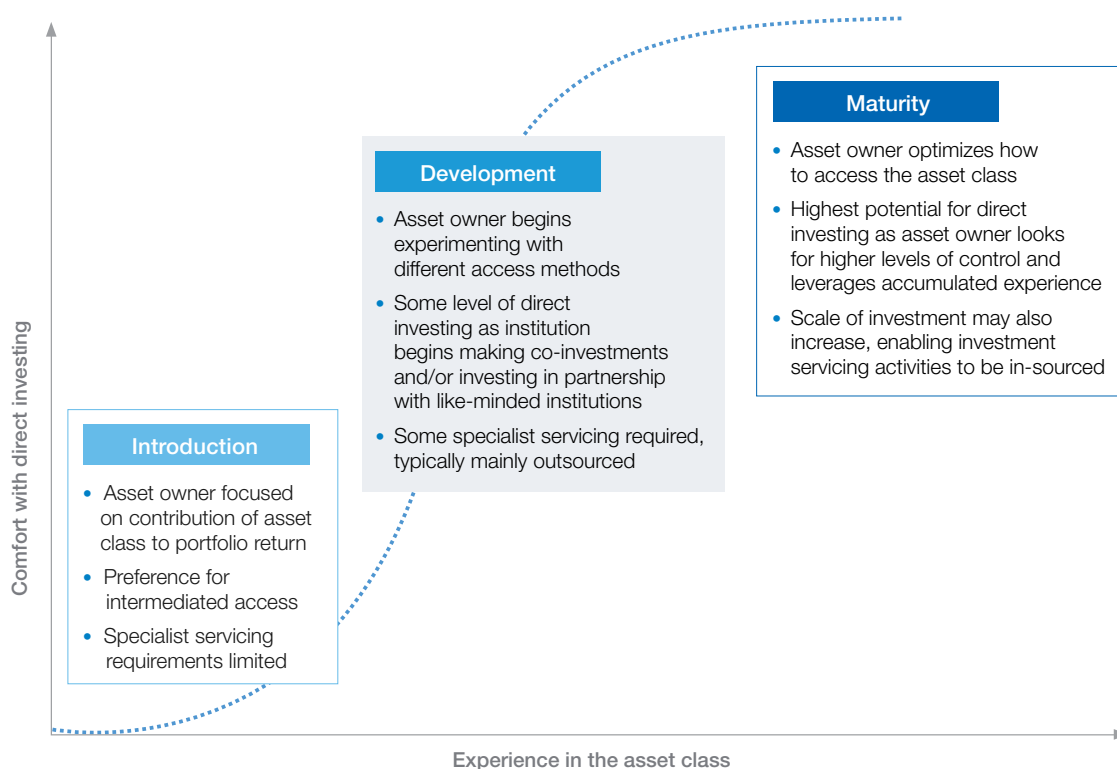 Comfort with direct investing
Introduction
• Asset owner focused
on contribution of asset
class to portfolio return
• Preference for
intermediated access
• Specialist servicing
requirements limited
Development
• Asset owner begins
experimenting with
different access methods
• Some level of direct
investing as institution
begins making co-investments
and/or investing in partnership
with like-minded institutions
• Some specialist servicing required,
typically mainly outsourced
Maturity
• Asset owner optimizes how
to access the asset class
• Highest potential for direct
investing as asset owner looks
for higher levels of control and
leverages accumulated experience
• Scale of investment may also
increase, enabling investment
servicing activities to be in-sourced
Experience in the asset class